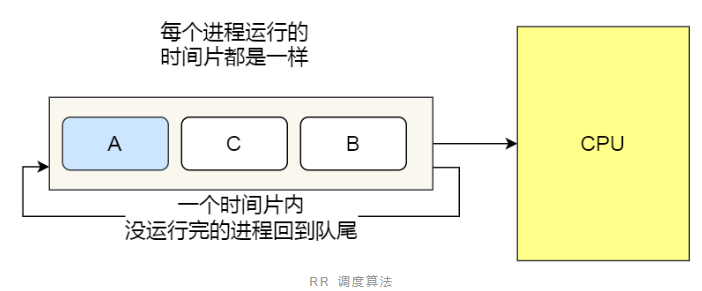 每个进程运行的
时间片都是一样
A
C
B
CPU
一个时间片内
没运行完的进程回到队尾
RR 调度算法